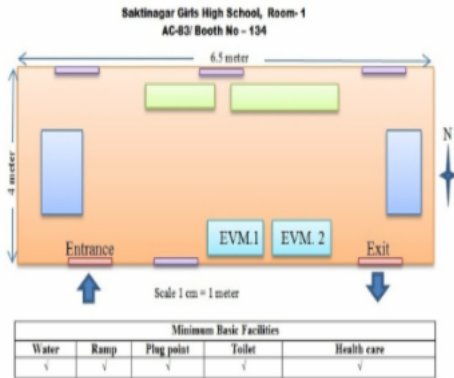 Saktinagar Girls High School, Room- 1
AC-83/ Booth No – 134
6.5 meter
4 meter
N
EVM.1 EVM. 2
Entrance Exit
Scale 1 cm = 1 meter
Minimum Basic Facilities
Water Ramp Plug point Toilet Health care
√ √ √ √ √